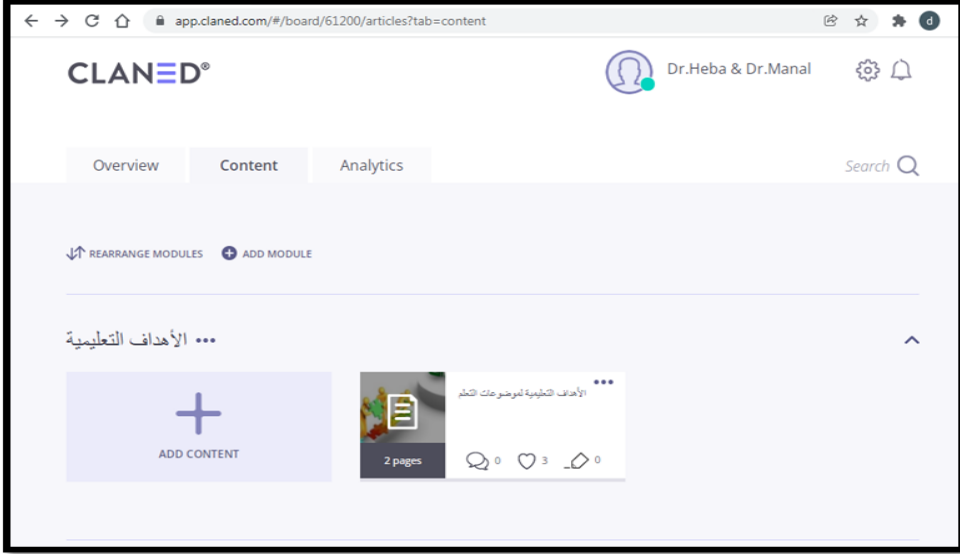 app.claned.com/#/board/61200/articles?tab=content
d
CLANED®
Dr.Heba & Dr.Manal
Overview
Content
Analytics
Search
REARRANGE MODULES
ADD MODULE
الأهداف التعليمية
ADD CONTENT
الأهداف التعليمية لموضوعات التعلم
2 pages
0
3
0